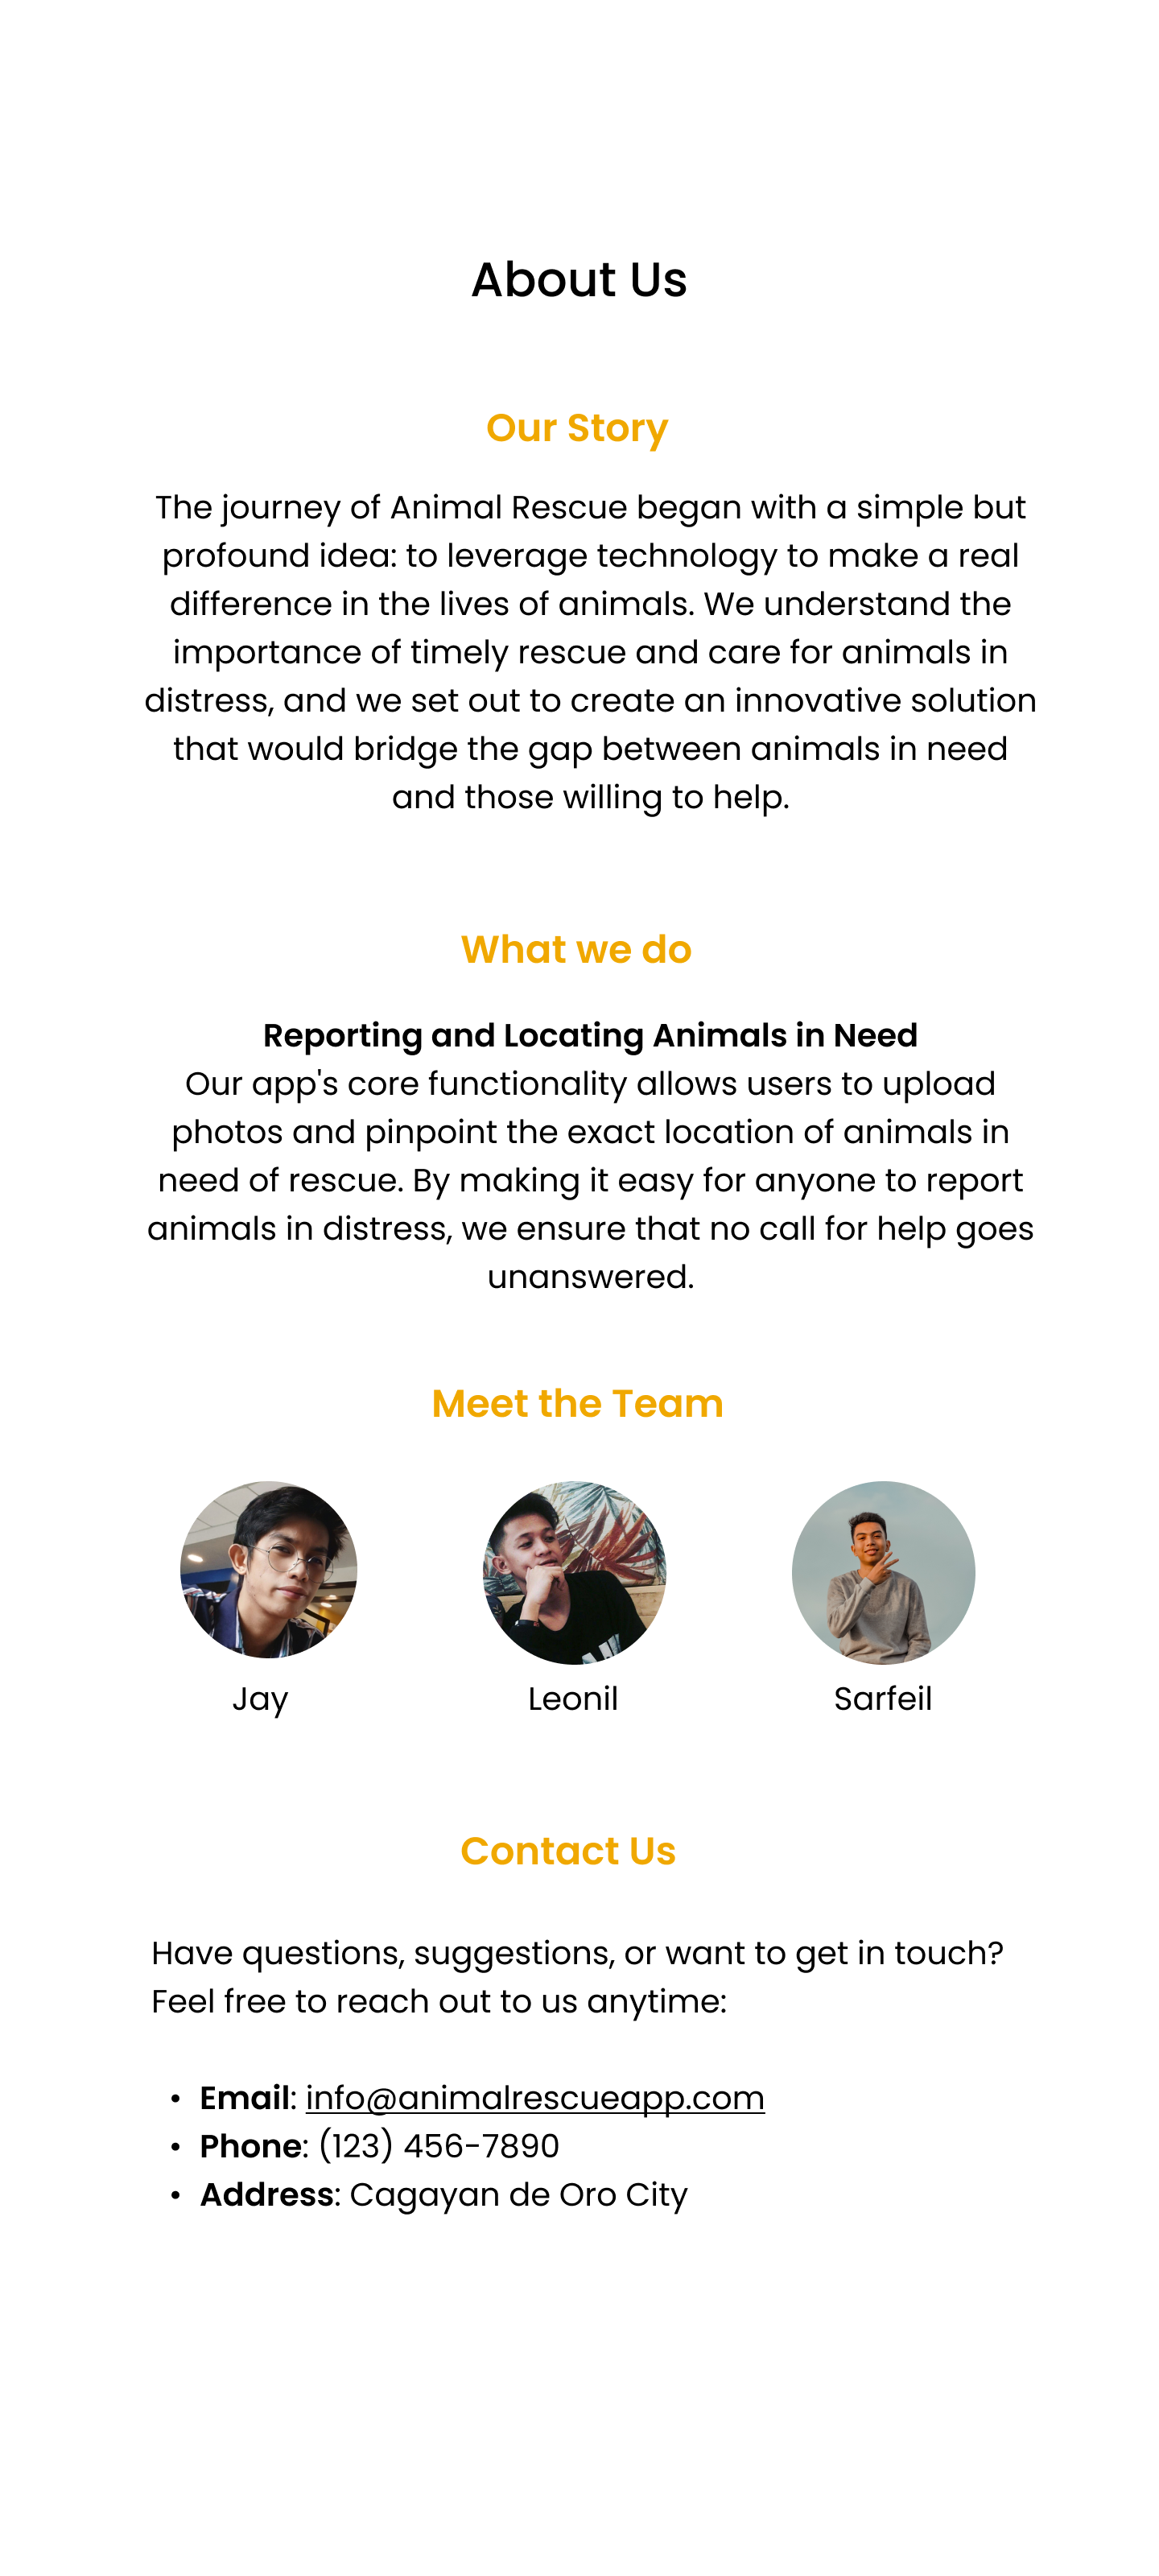 About Us
Our Story
The journey of Animal Rescue began with a simple but
profound idea: to leverage technology to make a real
difference in the lives of animals. We understand the
importance of timely rescue and care for animals in
distress, and we set out to create an innovative solution
that would bridge the gap between animals in need
and those willing to help.
What we do
Reporting and Locating Animals in Need
Our app's core functionality allows users to upload
photos and pinpoint the exact location of animals in
need of rescue. By making it easy for anyone to report
animals in distress, we ensure that no call for help goes
unanswered.
Meet the Team
Jay Leonil Sarfeil
Contact Us
Have questions, suggestions, or want to get in touch?
Feel free to reach out to us anytime:
• Email: info@animalrescueapp.com
• Phone: (123) 456-7890
• Address: Cagayan de Oro City